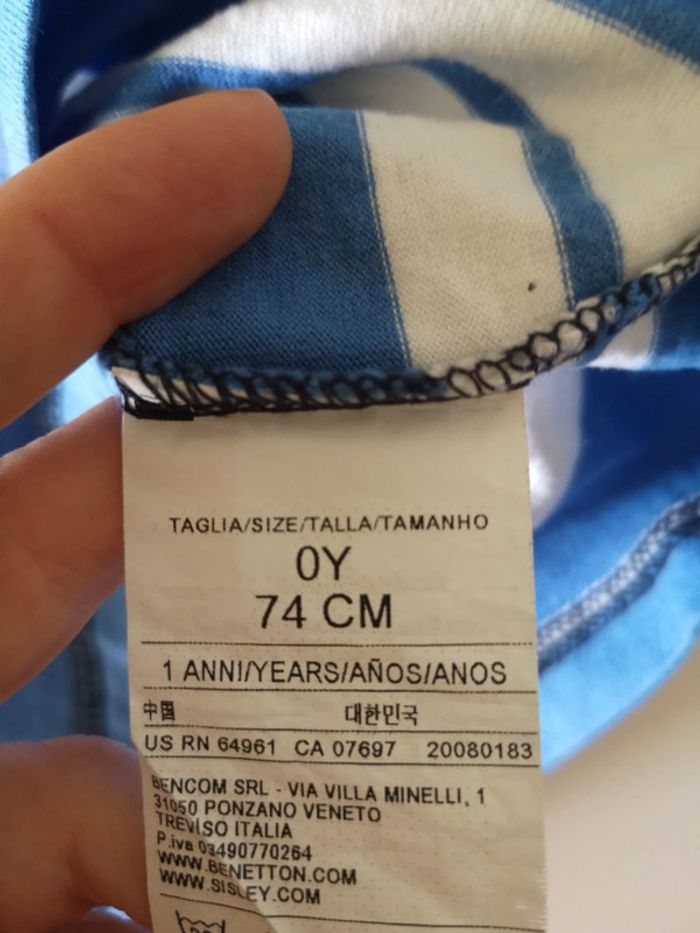 TAGLIA/SIZE/TALLA/TAMANHO
0Y
74 CM
1 ANNI/YEARS/AÑOS/ANOS
中国 대한민국
US RN 64961 CA 07697 20080183
BENCOM SRL - VIA VILLA MINELLI, 1
31050 PONZANO VENETO
TREVISO ITALIA
P.iva 03490770264
WWW.BENETTON.COM
WWW.SISLEY.COM